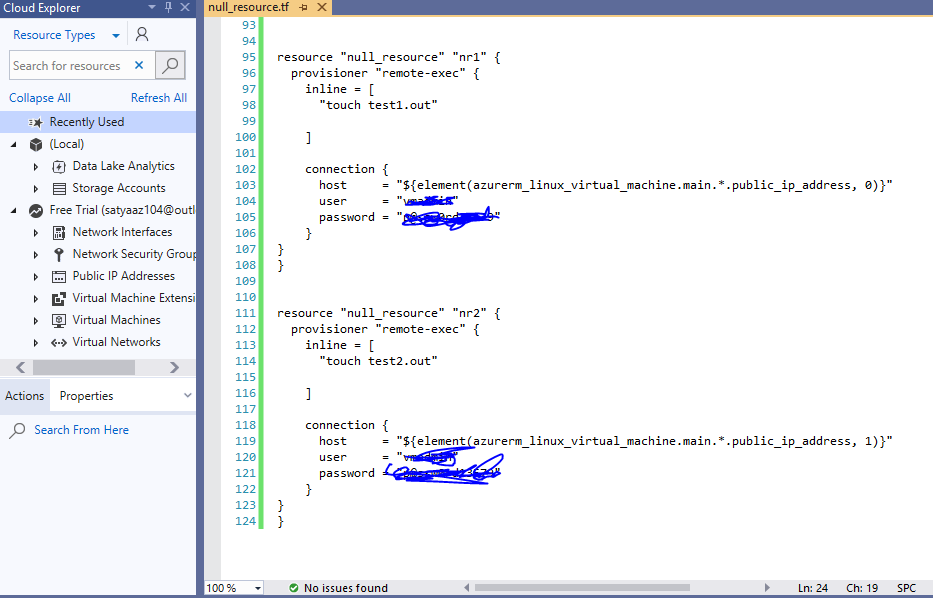 Cloud Explorer
Resource Types
Search for resources
Collapse All Refresh All
Recently Used
(Local)
Data Lake Analytics
Storage Accounts
Free Trial (satyaaz104@outl
Network Interfaces
Network Security Group
Public IP Addresses
Virtual Machine Extensi
Virtual Machines
Virtual Networks
Actions Properties
Search From Here
null_resource.tf
93
94
95 resource "null_resource" "nr1" {
96 provisioner "remote-exec" {
97 inline = [
98 "touch test1.out"
99
100 ]
101
102 connection {
103 host = "${element(azurerm_linux_virtual_machine.main.*.public_ip_address, 0)}"
104 user = "
105 password = "
106 }
107 }
108 }
109
110
111 resource "null_resource" "nr2" {
112 provisioner "remote-exec" {
113 inline = [
114 "touch test2.out"
115
116 ]
117
118 connection {
119 host = "${element(azurerm_linux_virtual_machine.main.*.public_ip_address, 1)}"
120 user = "
121 password =
122 }
123 }
124 }
100 % No issues found Ln: 24 Ch: 19 SPC